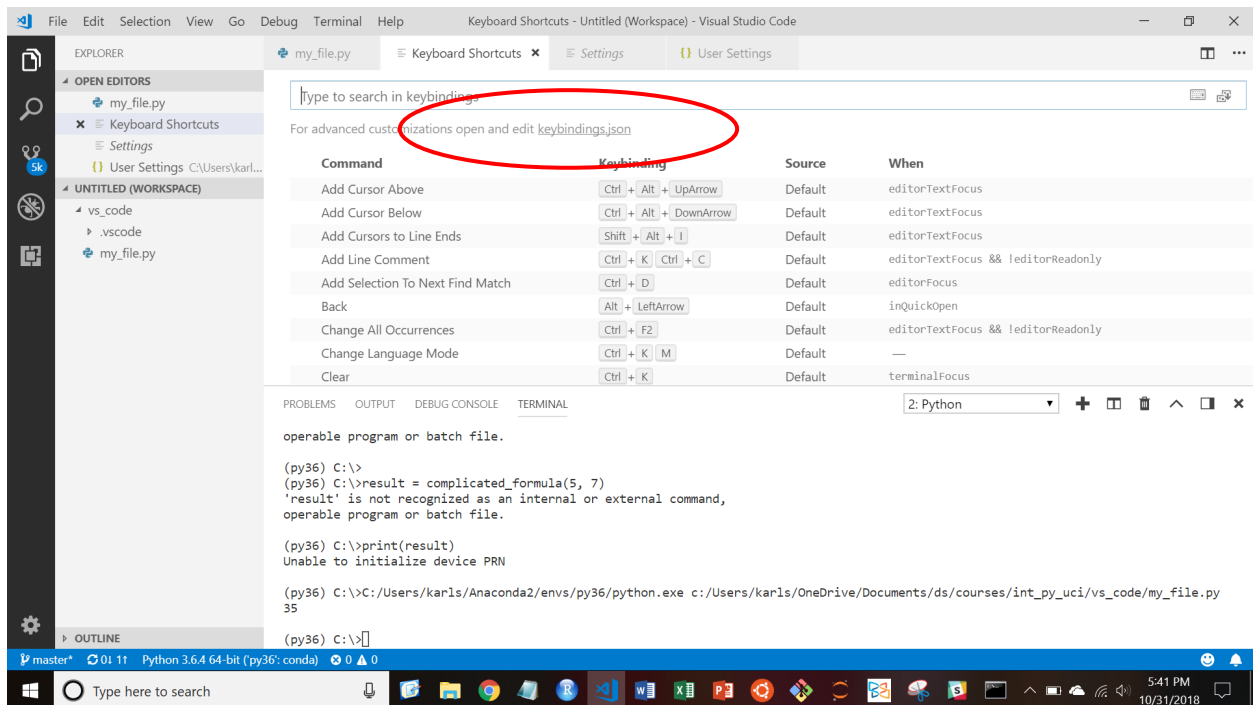 File Edit Selection View Go Debug Terminal Help Keyboard Shortcuts - Untitled (Workspace) - Visual Studio Code
EXPLORER
my_file.py Keyboard Shortcuts Settings {} User Settings
OPEN EDITORS
my_file.py
Keyboard Shortcuts
Settings
{} User Settings C:\Users\karl...
UNTITLED (WORKSPACE)
vs_code
.vscode
my_file.py
5k
Type to search in keybindings
For advanced customizations open and edit keybindings.json
Command Keybinding Source When
Add Cursor Above Ctrl + Alt + UpArrow Default editorTextFocus
Add Cursor Below Ctrl + Alt + DownArrow Default editorTextFocus
Add Cursors to Line Ends Shift + Alt + I Default editorTextFocus
Add Line Comment Ctrl + K Ctrl + C Default editorTextFocus && !editorReadonly
Add Selection To Next Find Match Ctrl + D Default editorFocus
Back Alt + LeftArrow Default inQuickOpen
Change All Occurrences Ctrl + F2 Default editorTextFocus && !editorReadonly
Change Language Mode Ctrl + K M Default —
Clear Ctrl + K Default terminalFocus
PROBLEMS OUTPUT DEBUG CONSOLE TERMINAL 2: Python
operable program or batch file.
(py36) C:\>
(py36) C:\>result = complicated_formula(5, 7)
'result' is not recognized as an internal or external command,
operable program or batch file.
(py36) C:\>print(result)
Unable to initialize device PRN
(py36) C:\>C:/Users/karls/Anaconda2/envs/py36/python.exe c:/Users/karls/OneDrive/Documents/ds/courses/int_py_uci/vs_code/my_file.py
35
(py36) C:\>
OUTLINE
master* 0↓ 1↑ Python 3.6.4 64-bit ('py36': conda) 0 0
Type here to search
5:41 PM
10/31/2018